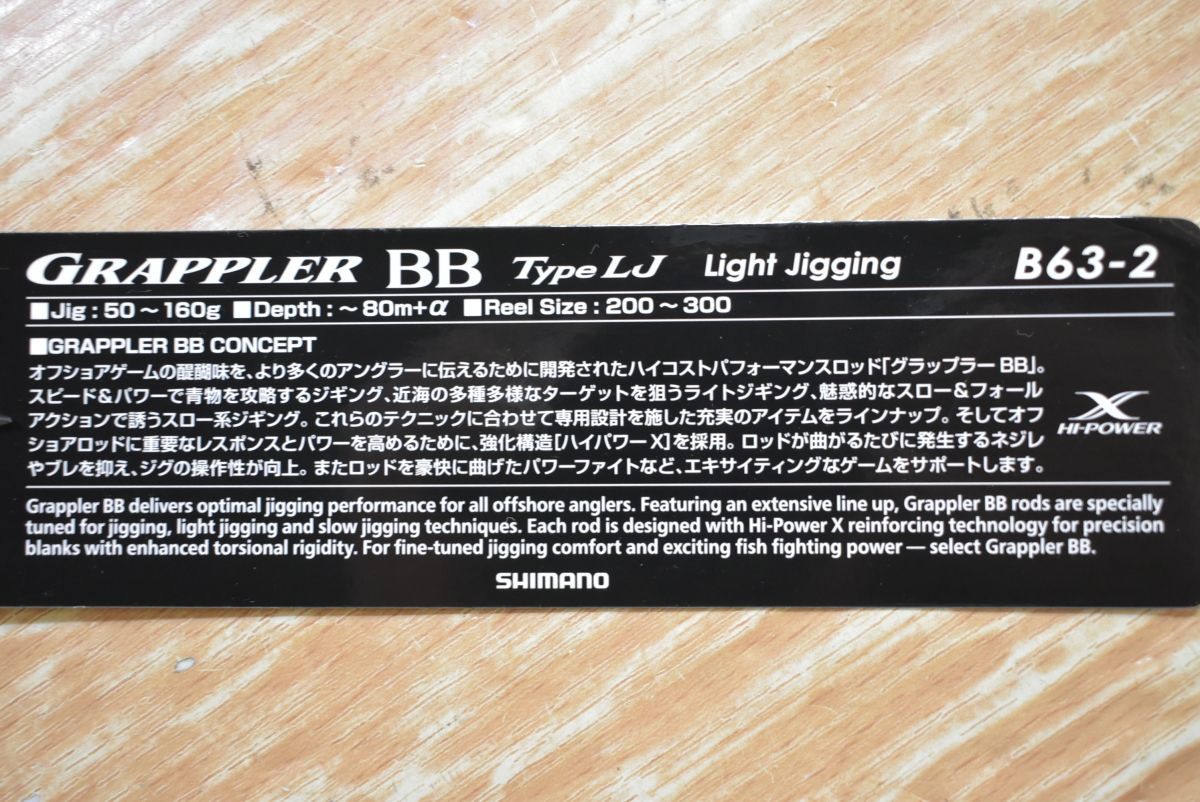 GRAPPLER BB Type LJ Light Jigging B63-2
■Jig : 50～160g ■Depth : ～80m+α ■Reel Size : 200～300
■GRAPPLER BB CONCEPT
オフショアゲームの醍醐味を、より多くのアングラーに伝えるために開発されたハイコストパフォーマンスロッド「グラップラーBB」。
スピード&パワーで青物を攻略するジギング、近海の多種多様なターゲットを狙うライトジギング、魅惑的なスロー&フォール
アクションで誘うスロー系ジギング。これらのテクニックに合わせて専用設計を施した充実のアイテムをラインナップ。そしてオフ
ショアロッドに重要なレスポンスとパワーを高めるために、強化構造[ハイパワーX]を採用。ロッドが曲がるたびに発生するネジレ
やブレを抑え、ジグの操作性が向上。またロッドを豪快に曲げたパワーファイトなど、エキサイティングなゲームをサポートします。
X
HI-POWER
Grappler BB delivers optimal jigging performance for all offshore anglers. Featuring an extensive line up, Grappler BB rods are specially
tuned for jigging, light jigging and slow jigging techniques. Each rod is designed with Hi-Power X reinforcing technology for precision
blanks with enhanced torsional rigidity. For fine-tuned jigging comfort and exciting fish fighting power — select Grappler BB.
SHIMANO